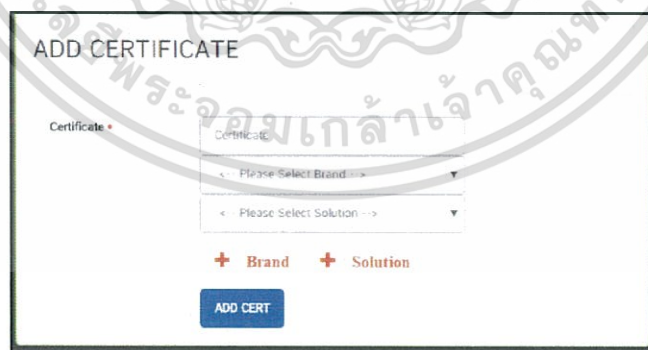 ADD CERTIFICATE
Certificate *
Certificate
<-- Please Select Brand -->
<-- Please Select Solution -->
+ Brand + Solution
ADD CERT